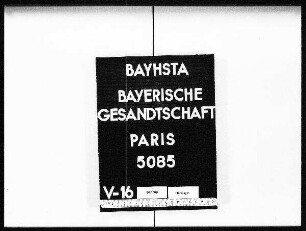 BAYHSTA
BAYERISCHE
GESANDTSCHAFT
PARIS
5085
V-16